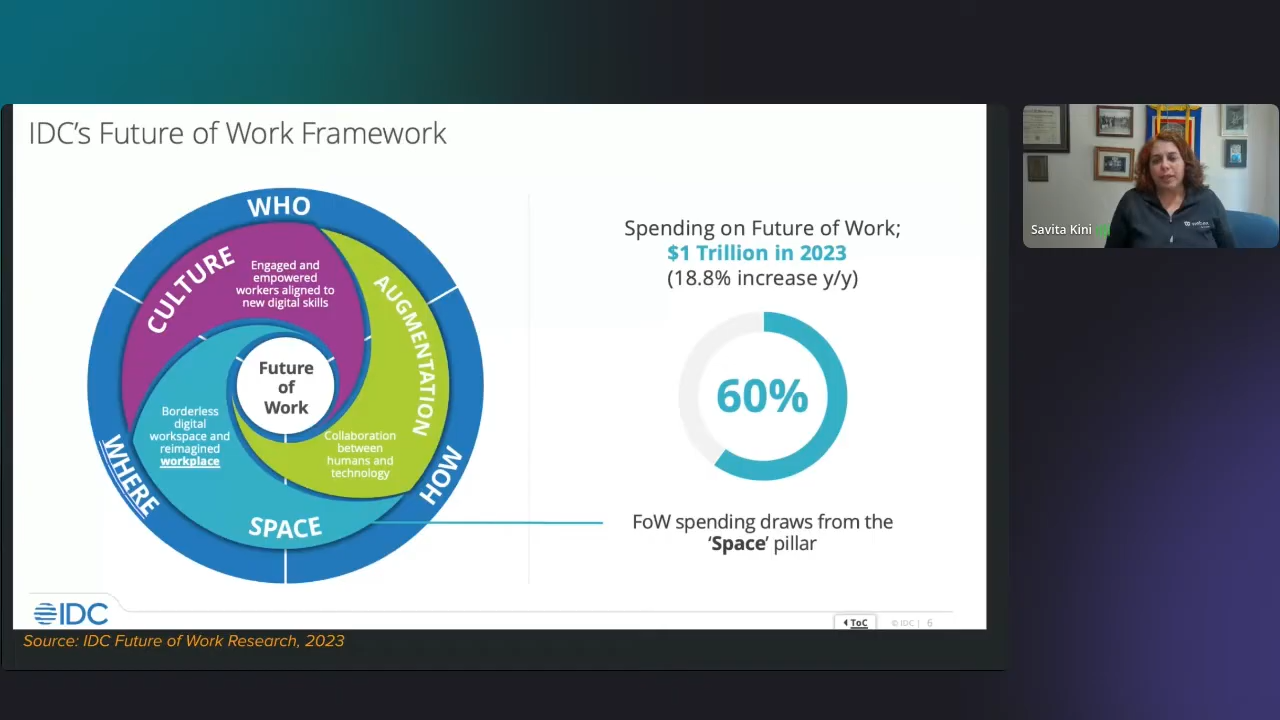 IDC's Future of Work Framework
WHO
CULTURE
Engaged and
empowered
workers aligned to
new digital skills
AUGMENTATION
Future
of
Work
Borderless
digital
workspace and
reimagined
workplace
Collaboration
between
humans and
technology
WHERE
HOW
SPACE
Spending on Future of Work;
$1 Trillion in 2023
(18.8% increase y/y)
60%
FoW spending draws from the
'Space' pillar
IDC
ToC
© IDC | 6
Source: IDC Future of Work Research, 2023
Savita Kini
webex